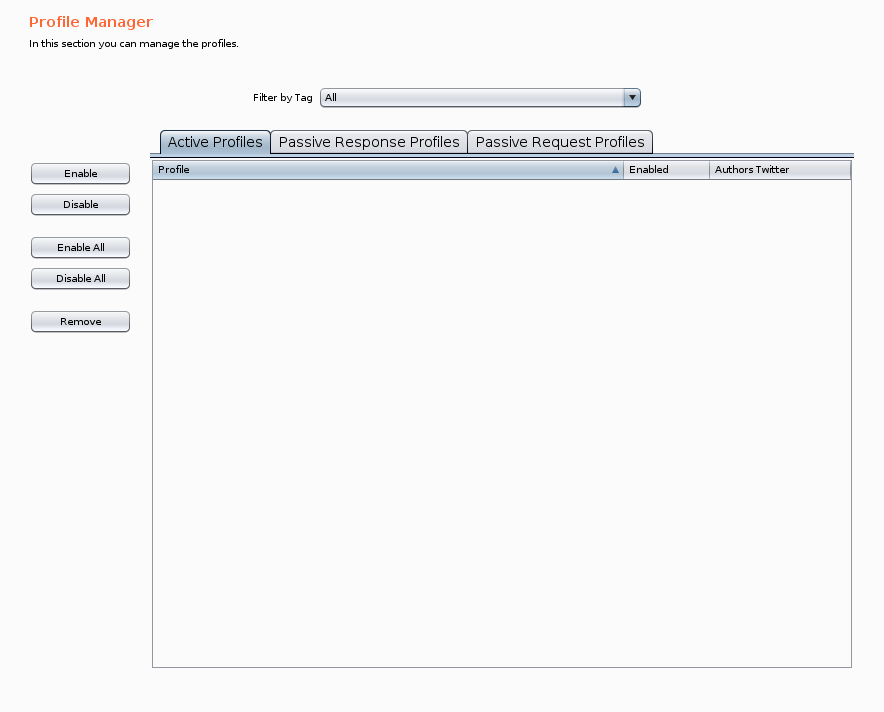 Profile Manager
In this section you can manage the profiles.
Filter by Tag All
Active Profiles Passive Response Profiles Passive Request Profiles
Profile Enabled Authors Twitter
Enable
Disable
Enable All
Disable All
Remove